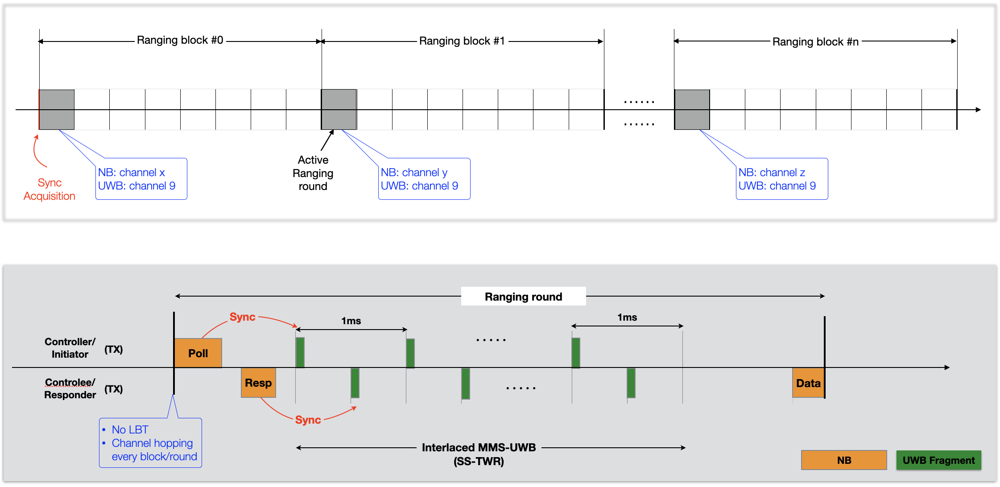 Ranging block #0
Ranging block #1
Ranging block #n
......
......
Sync
Acquisition
NB: channel x
UWB: channel 9
Active
Ranging
round
NB: channel y
UWB: channel 9
NB: channel z
UWB: channel 9
Ranging round
Sync
1ms
1ms
Controller/
Initiator
(TX)
Poll
.....
Controlee/
Responder
(TX)
Resp
.....
Data
Sync
• No LBT
• Channel hopping
every block/round
Interlaced MMS-UWB
(SS-TWR)
NB
UWB Fragment